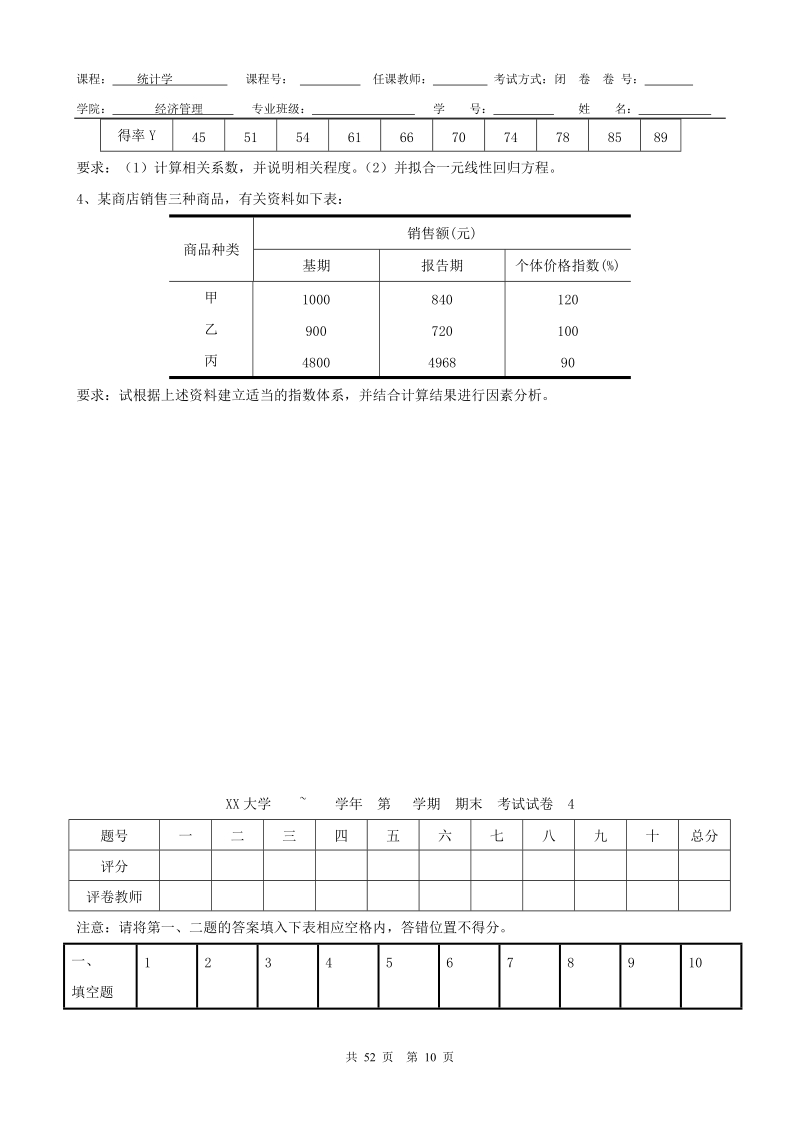 课程： 统计学 课程号： 任课教师： 考试方式：闭 卷 卷 号：
学院： 经济管理 专业班级： 学 号： 姓 名：
得率 Y 45 51 54 61 66 70 74 78 85 89
要求：（1）计算相关系数，并说明相关程度。（2）并拟合一元线性回归方程。
4、某商店销售三种商品，有关资料如下表：
商品种类 销售额(元)
基期 报告期 个体价格指数(%)
甲 1000 840 120
乙 900 720 100
丙 4800 4968 90
要求：试根据上述资料建立适当的指数体系，并结合计算结果进行因素分析。
XX 大学 ~ 学年 第 学期 期末 考试试卷 4
题号 一 二 三 四 五 六 七 八 九 十 总分
评分
评卷教师
注意：请将第一、二题的答案填入下表相应空格内，答错位置不得分。
一、 1 2 3 4 5 6 7 8 9 10
填空题
共 52 页 第 10 页